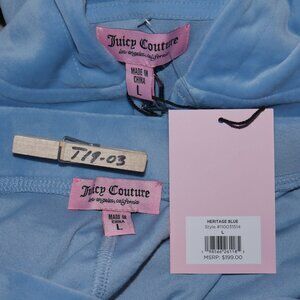 Juicy Couture
los angeles, california
MADE IN
CHINA
L
T19-03
Juicy Couture
los angeles, california
MADE IN
CHINA
L
HERITAGE BLUE
L
MSRP: $199.00